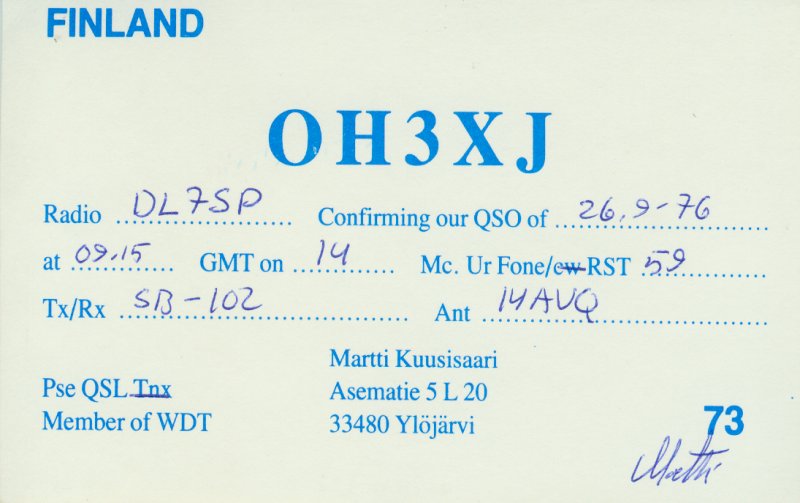 FINLAND
OH3XJ
Radio DL7SP Confirming our QSO of 26.9-76
at 09.15 GMT on 14 Mc. Ur Fone/cw RST 59
Tx/Rx SB-102 Ant 14AVQ
Martti Kuusisaari
Pse QSL Tnx Asematie 5 L 20
Member of WDT 33480 Ylöjärvi
73
Martti